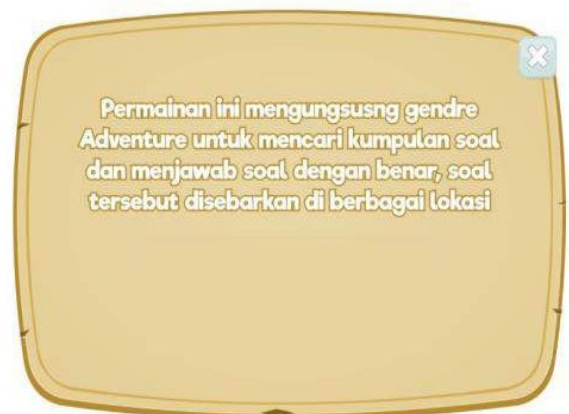 Permainan ini mengungsusng gendre
Adventure untuk mencari kumpulan soal
dan menjawab soal dengan benar, soal
tersebut disebarkan di berbagai lokasi